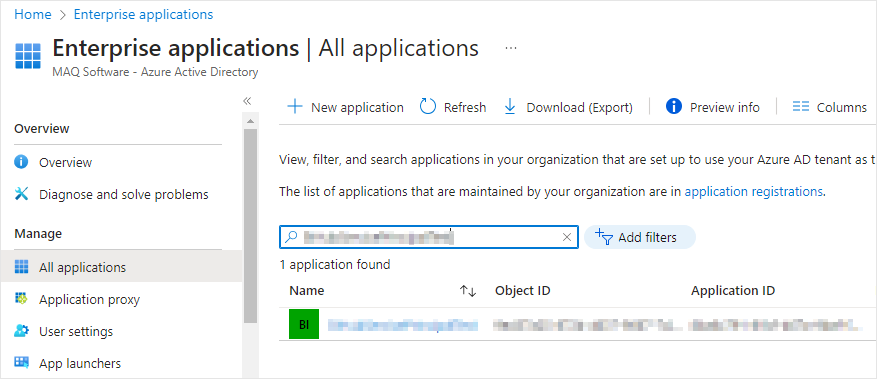 Home > Enterprise applications
Enterprise applications | All applications ...
MAQ Software - Azure Active Directory
«
Overview
Overview
Diagnose and solve problems
Manage
All applications
Application proxy
User settings
App launchers
New application Refresh Download (Export) Preview info Columns
View, filter, and search applications in your organization that are set up to use your Azure AD tenant as
The list of applications that are maintained by your organization are in application registrations.
Add filters
1 application found
Name Object ID Application ID
BI